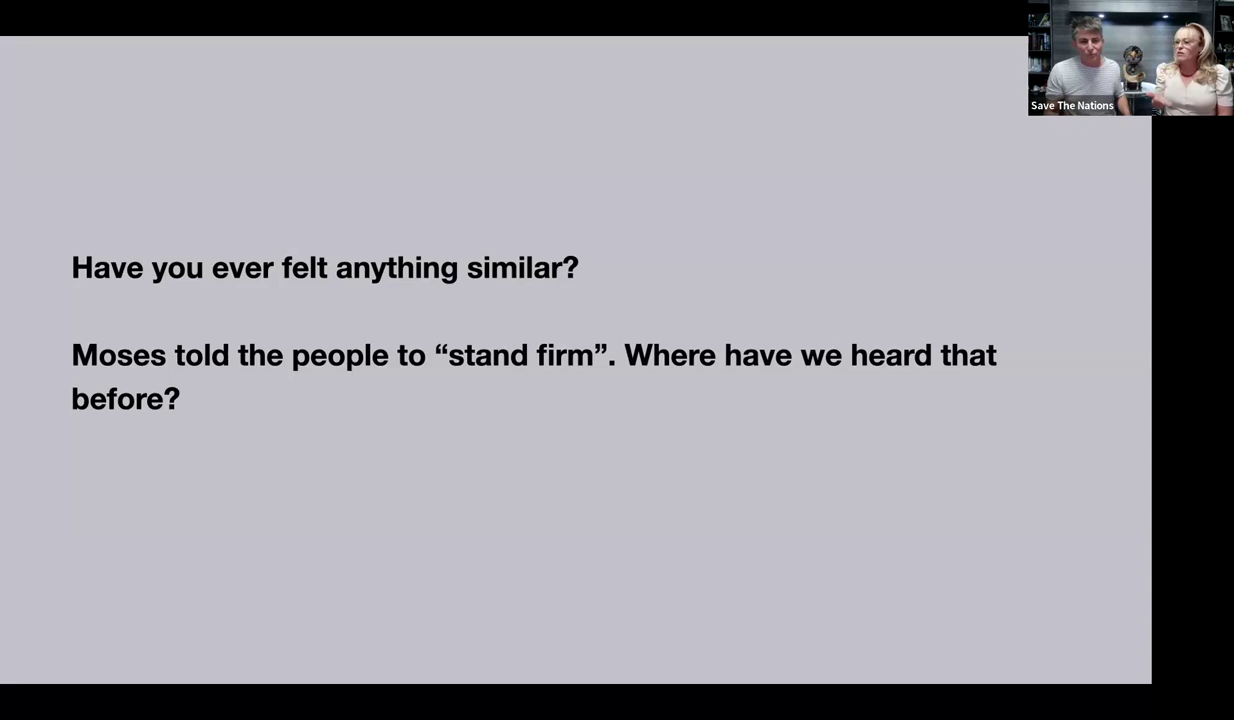 Save The Nations
Have you ever felt anything similar?
Moses told the people to “stand firm”. Where have we heard that
before?